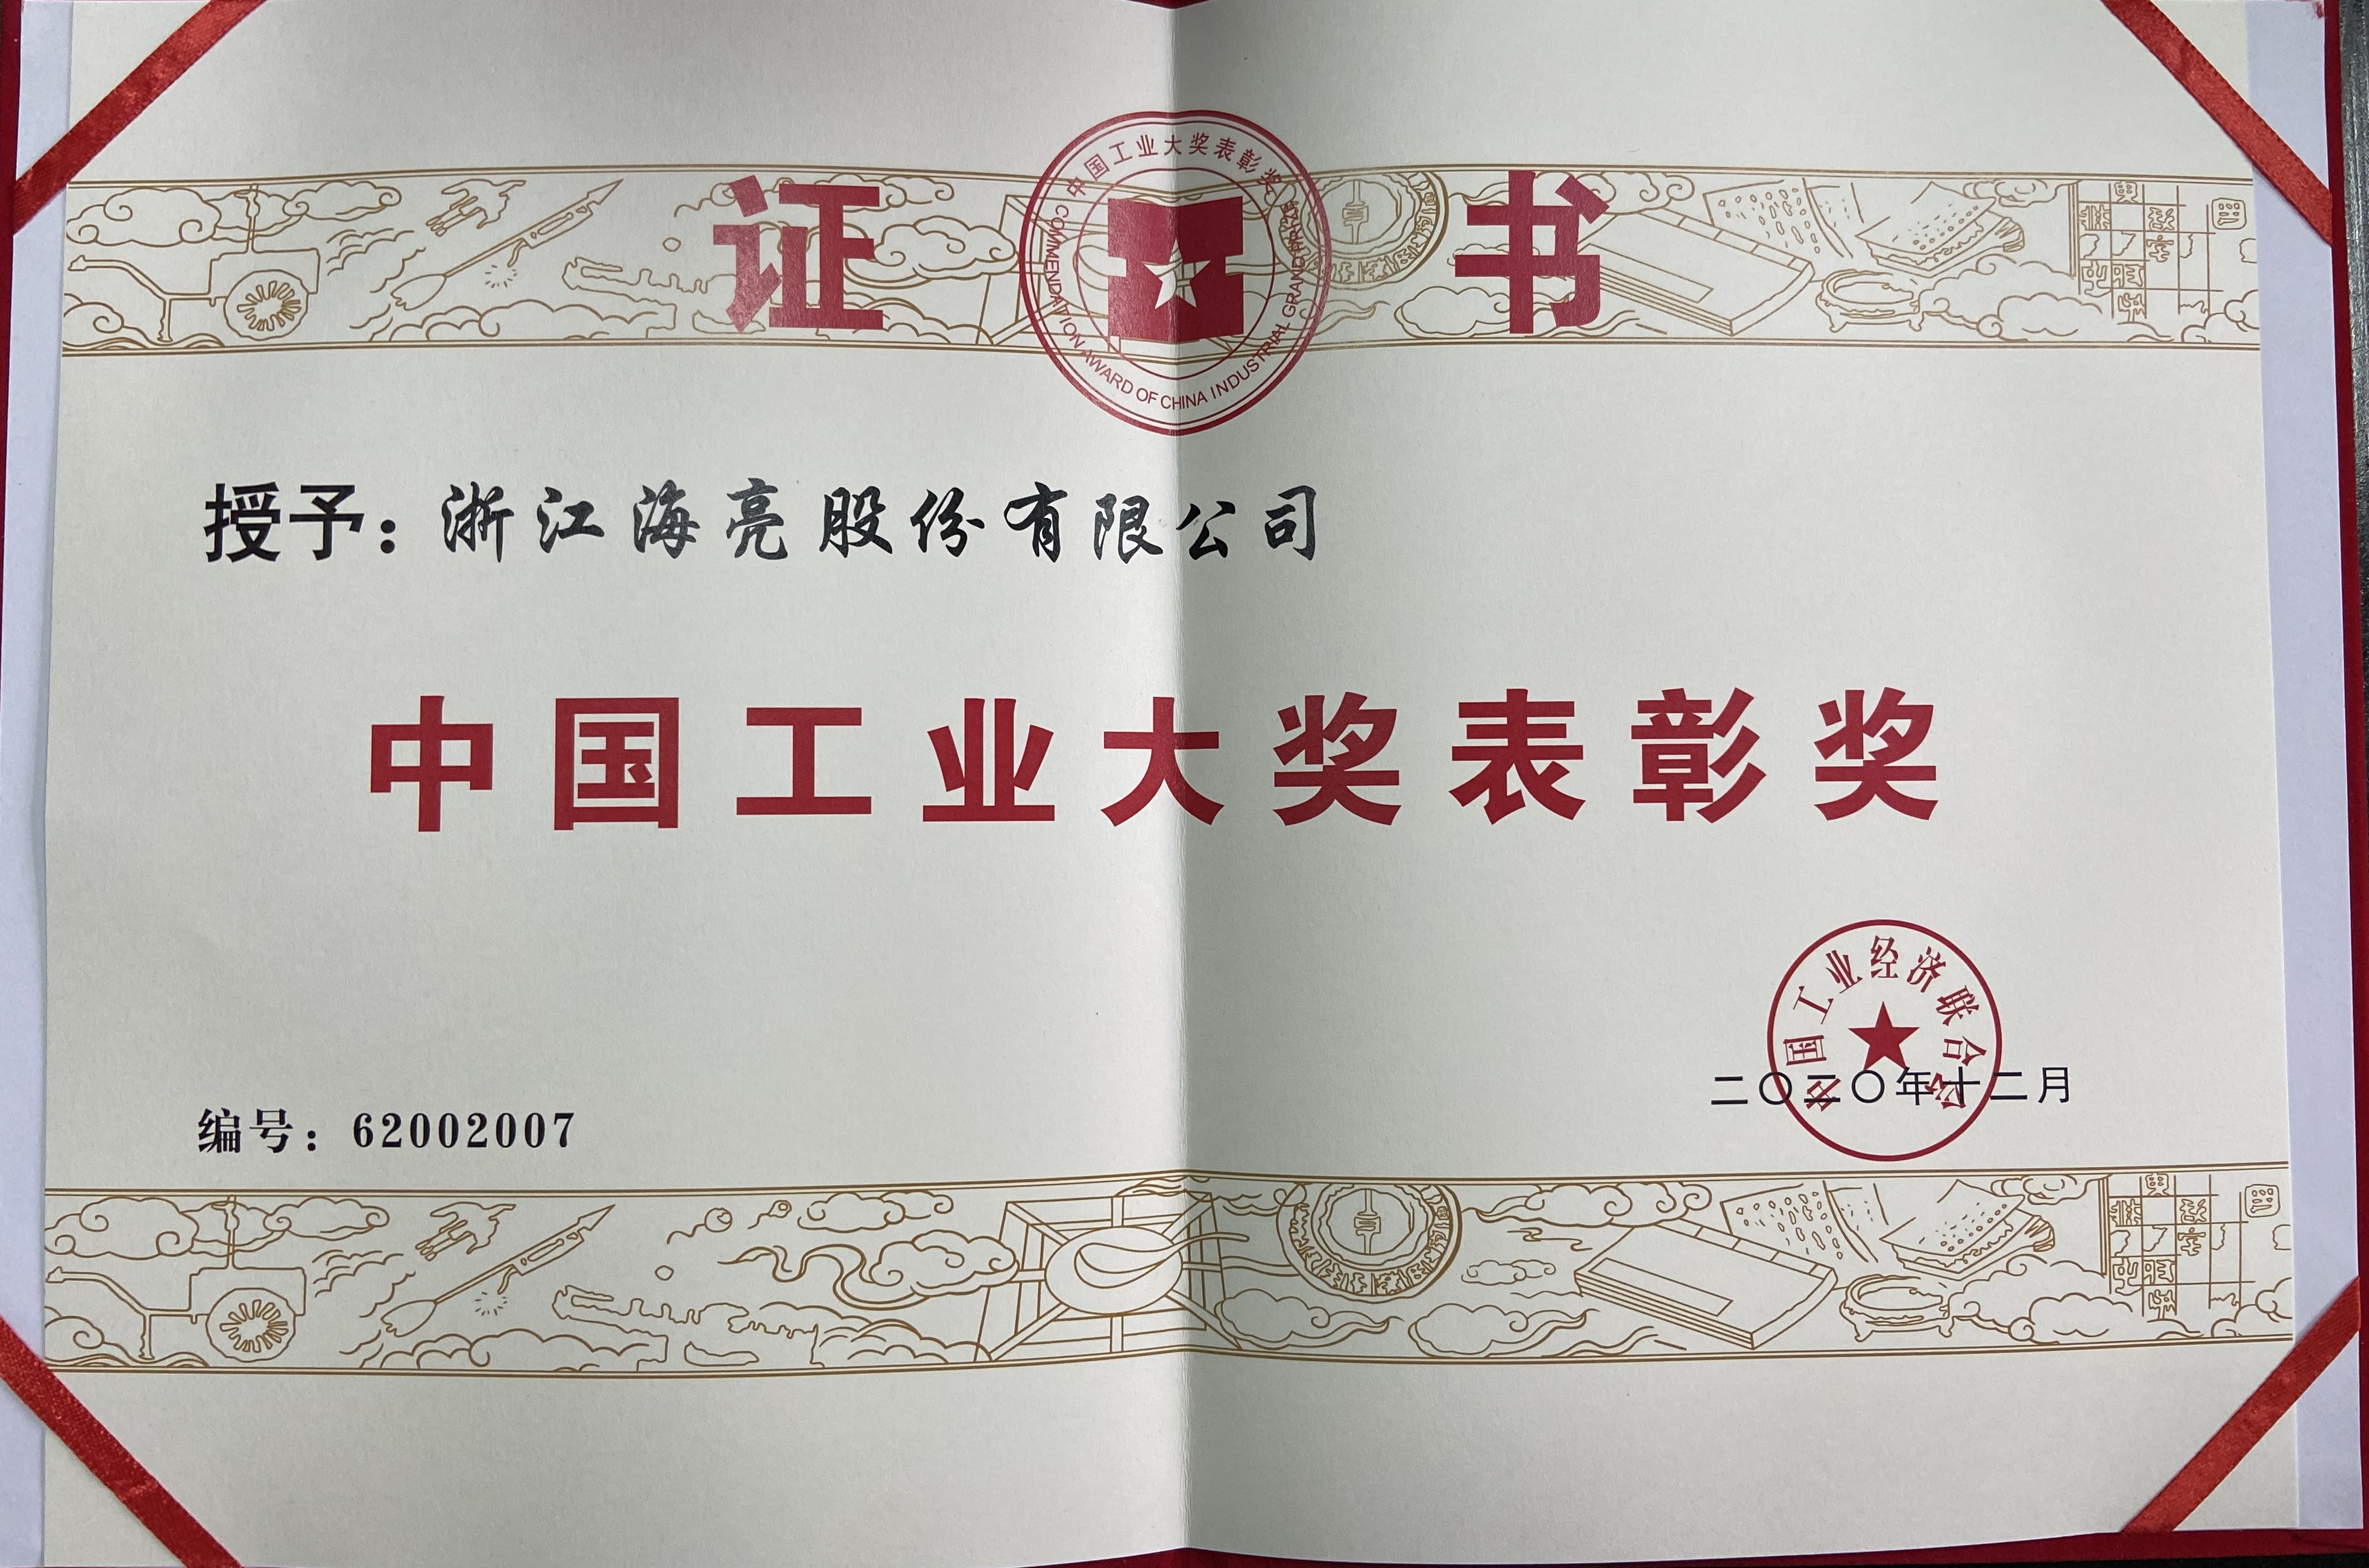 中国工业大奖表彰奖
COMMENDATION AWARD OF CHINA INDUSTRIAL GRAND PRIZE
证书
授予：浙江海亮股份有限公司
中国工业大奖表彰奖
中国工业经济联合会
二〇二〇年十二月
编号：62002007